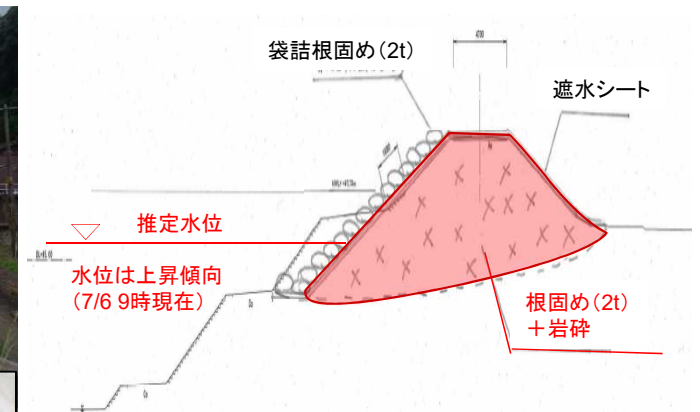 袋詰根固め(2t)
4700
遮水シート
推定水位
水位は上昇傾向
(7/6 9時現在)
根固め(2t)
+岩砕